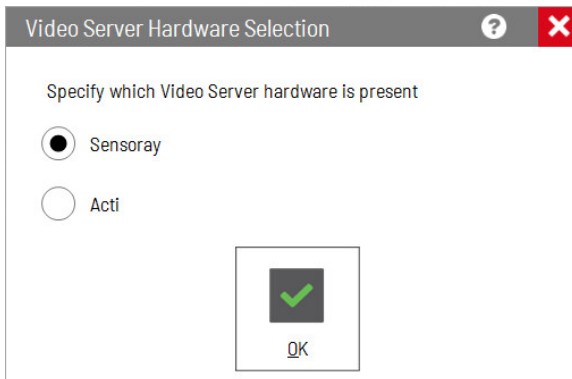 Video Server Hardware Selection ?
Specify which Video Server hardware is present
Sensoray
Acti
OK